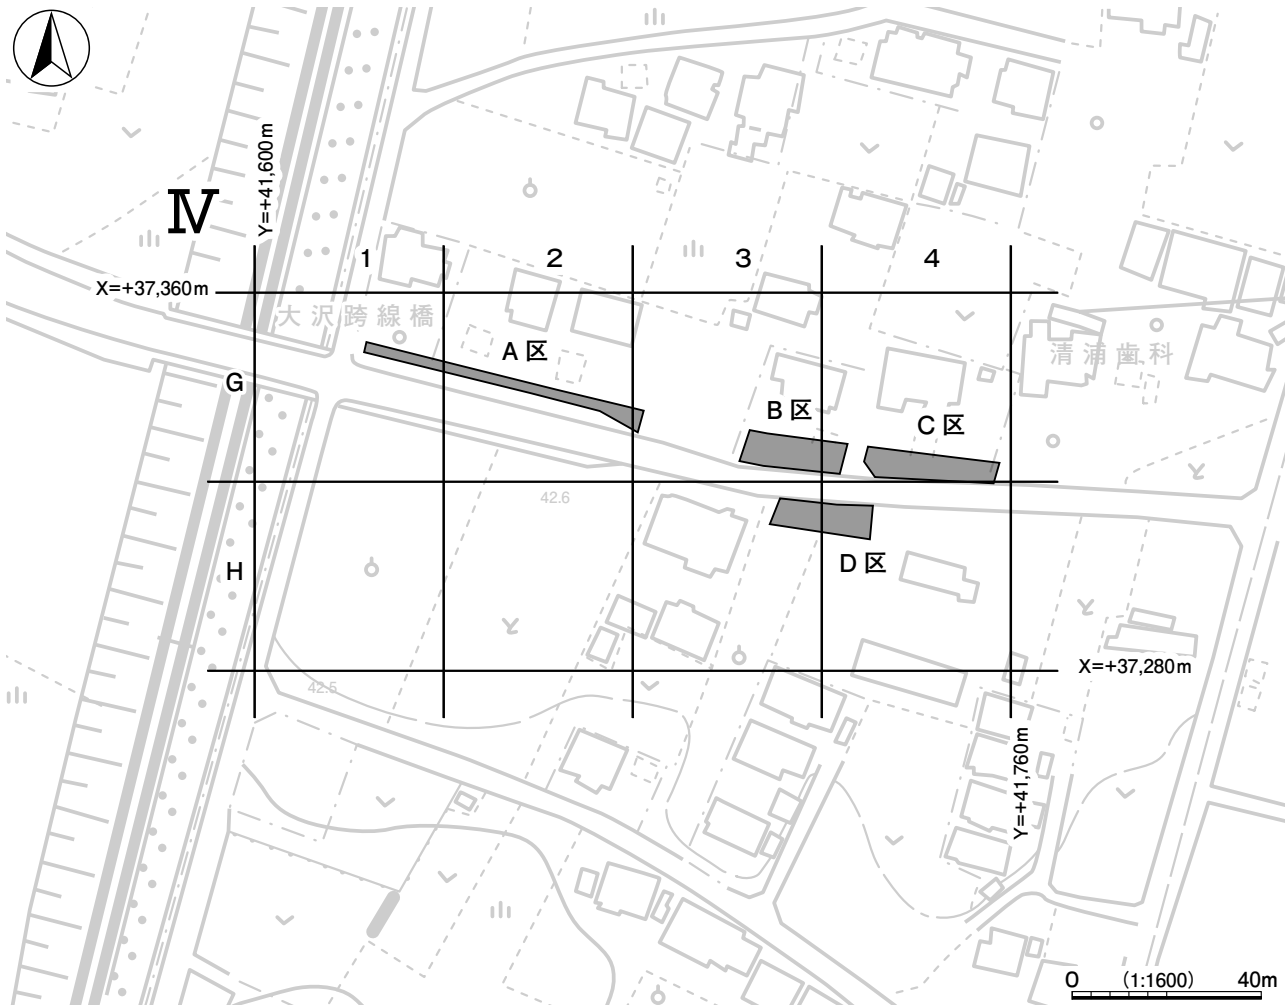 Y=+41,600m
Ⅳ
1
2
3
4
X=+37,360m
大沢跨線橋
A区
清浦歯科
G
B区
C区
42.6
H
D区
X=+37,280m
42.5
Y=+41,760m
0 (1:1600) 40m